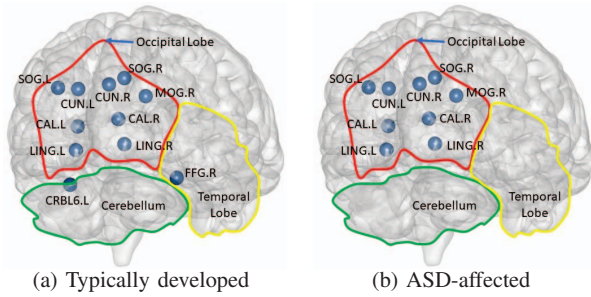 Occipital Lobe
SOG.L
SOG.R
CUN.L
CUN.R
MOG.R
CAL.L
CAL.R
LING.L
LING.R
FFG.R
CRBL6.L
Cerebellum
Temporal
Lobe
(a) Typically developed
Occipital Lobe
SOG.L
SOG.R
CUN.L
CUN.R
MOG.R
CAL.L
CAL.R
LING.L
LING.R
Cerebellum
Temporal
Lobe
(b) ASD-affected